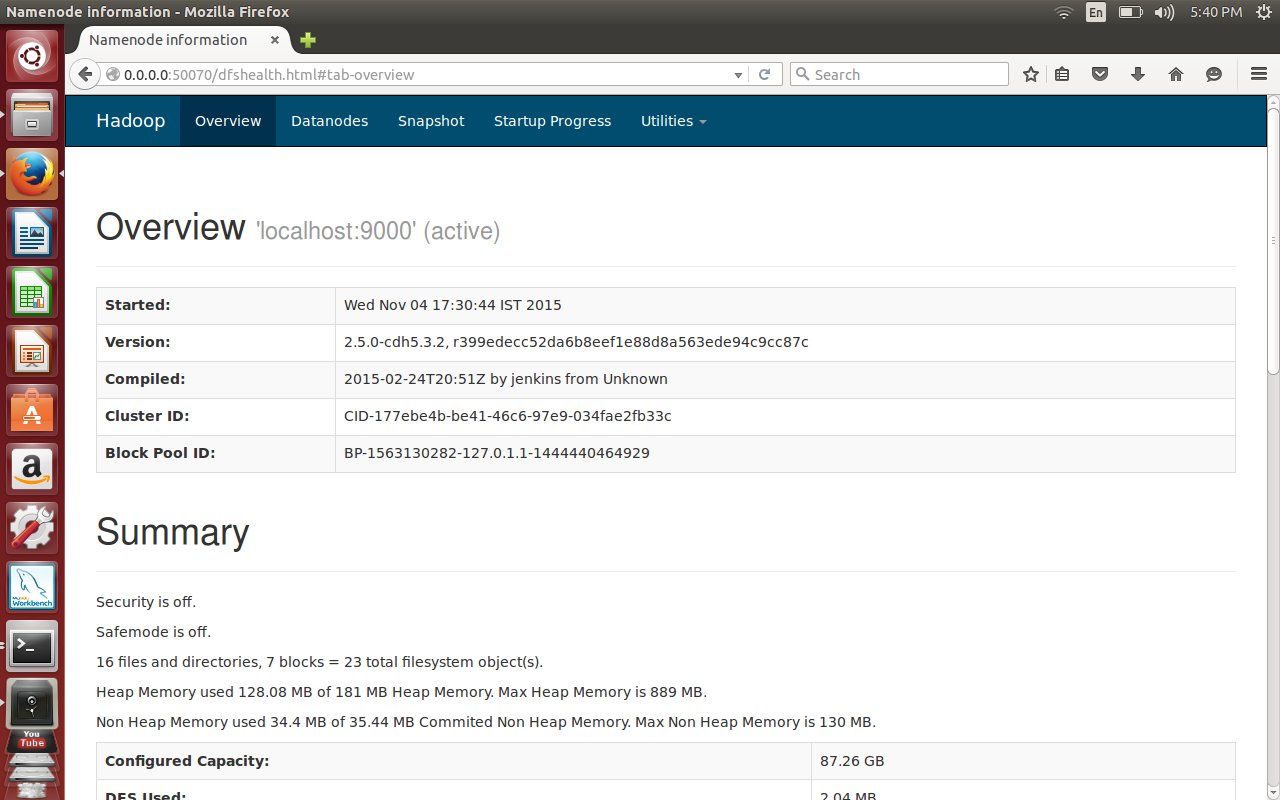 Namenode information - Mozilla Firefox
En
5:40 PM
Namenode information
0.0.0.0:50070/dfshealth.html#tab-overview
Search
Hadoop Overview Datanodes Snapshot Startup Progress Utilities
Overview 'localhost:9000' (active)
Started: Wed Nov 04 17:30:44 IST 2015
Version: 2.5.0-cdh5.3.2, r399edecc52da6b8eef1e88d8a563ede94c9cc87c
Compiled: 2015-02-24T20:51Z by jenkins from Unknown
Cluster ID: CID-177ebe4b-be41-46c6-97e9-034fae2fb33c
Block Pool ID: BP-1563130282-127.0.1.1-1444440464929
Summary
Security is off.
Safemode is off.
16 files and directories, 7 blocks = 23 total filesystem object(s).
Heap Memory used 128.08 MB of 181 MB Heap Memory. Max Heap Memory is 889 MB.
Non Heap Memory used 34.4 MB of 35.44 MB Commited Non Heap Memory. Max Non Heap Memory is 130 MB.
Configured Capacity: 87.26 GB
DFS Used: 2.04 MB
a
MySQL
Workbench
You
Tube